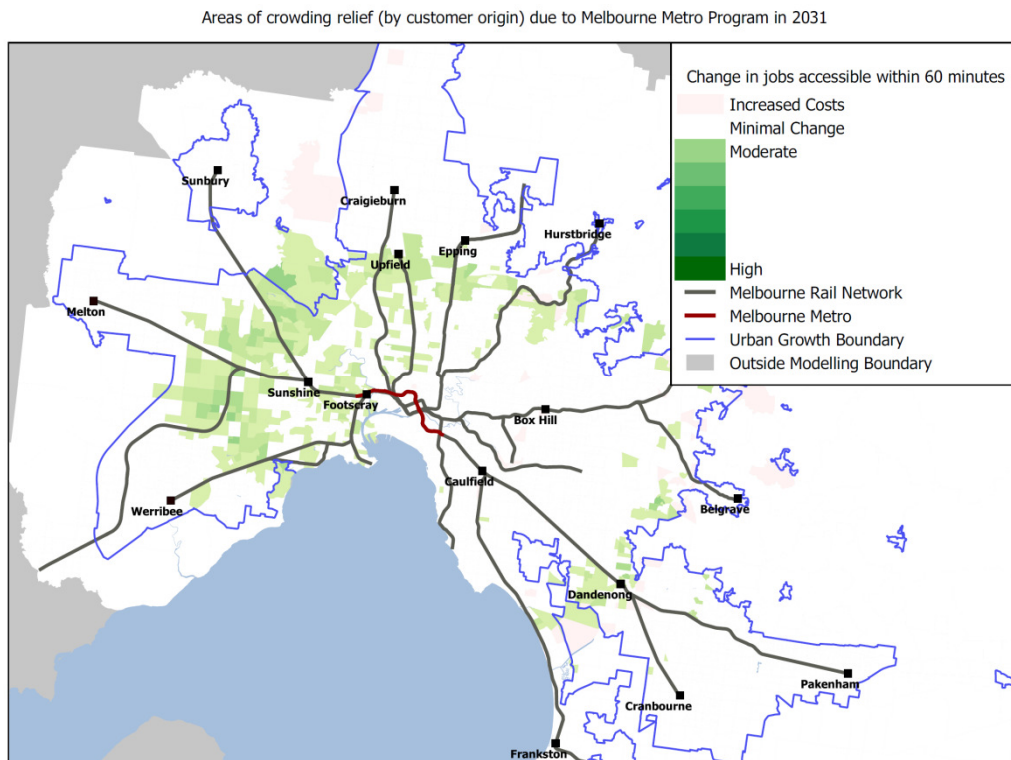 Areas of crowding relief (by customer origin) due to Melbourne Metro Program in 2031
Change in jobs accessible within 60 minutes
Increased Costs
Minimal Change
Moderate
High
Melbourne Rail Network
Melbourne Metro
Urban Growth Boundary
Outside Modelling Boundary
Sunbury
Craigieburn
Hurstbridge
Epping
Upfield
Melton
Sunshine
Footscray
Box Hill
Caulfield
Werribee
Belgrave
Dandenong
Pakenham
Cranbourne
Frankston